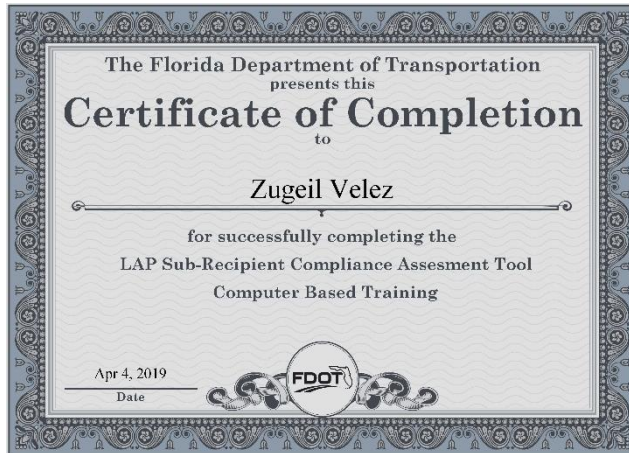 The Florida Department of Transportation
presents this
Certificate of Completion
to
Zugeil Velez
for successfully completing the
LAP Sub-Recipient Compliance Assesment Tool
Computer Based Training
Apr 4, 2019
Date
FDOT